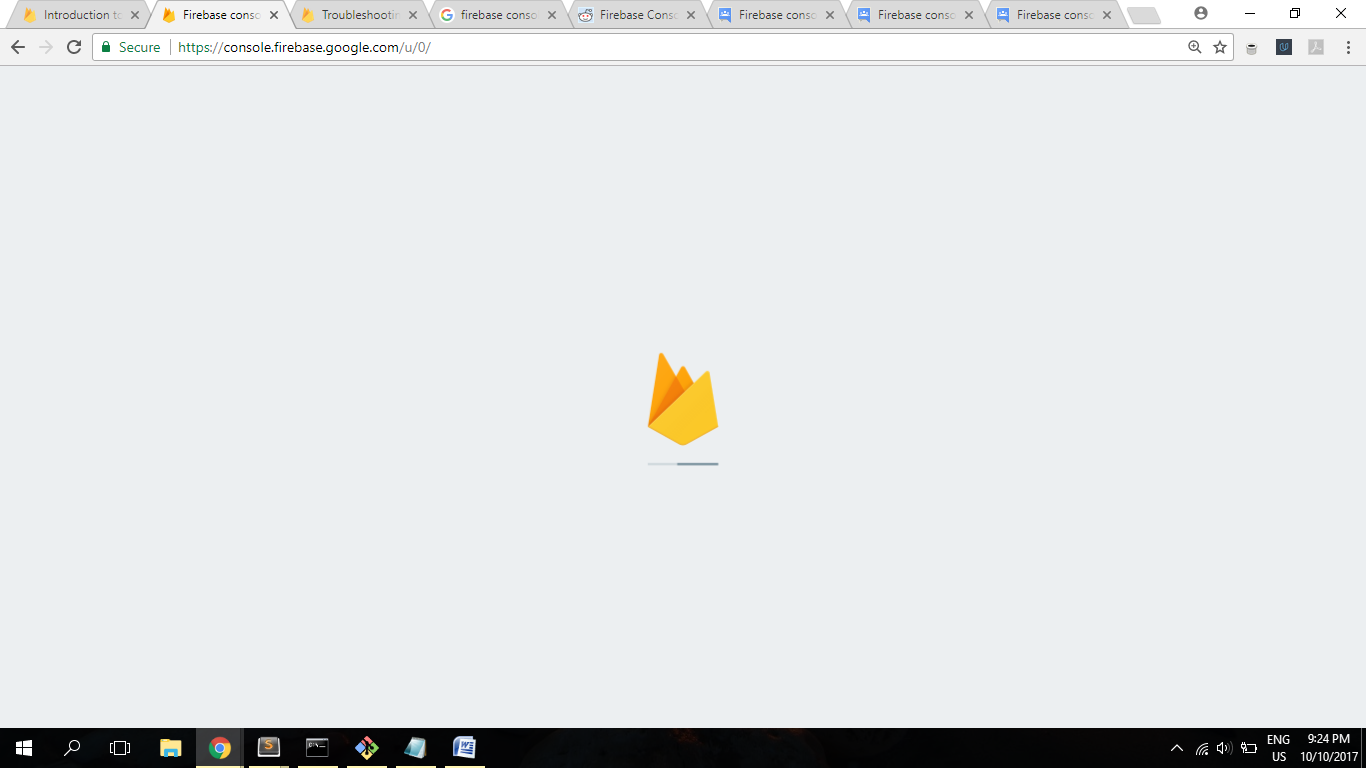 Introduction to
Firebase conso
Troubleshootin
firebase conso
Firebase Conso
Firebase conso
Firebase conso
Firebase conso
Secure
https://console.firebase.google.com/u/0/
ENG
9:24 PM
US
10/10/2017